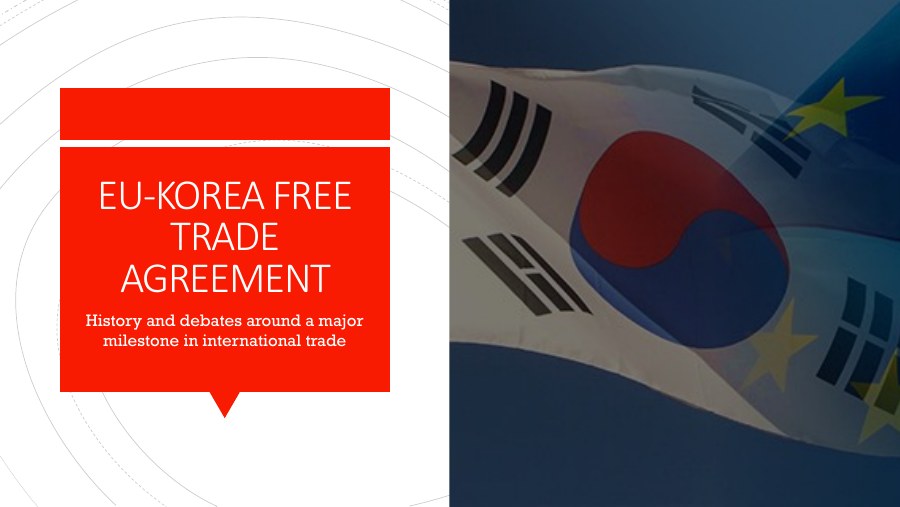 EU-KOREA FREE
TRADE
AGREEMENT
History and debates around a major
milestone in international trade